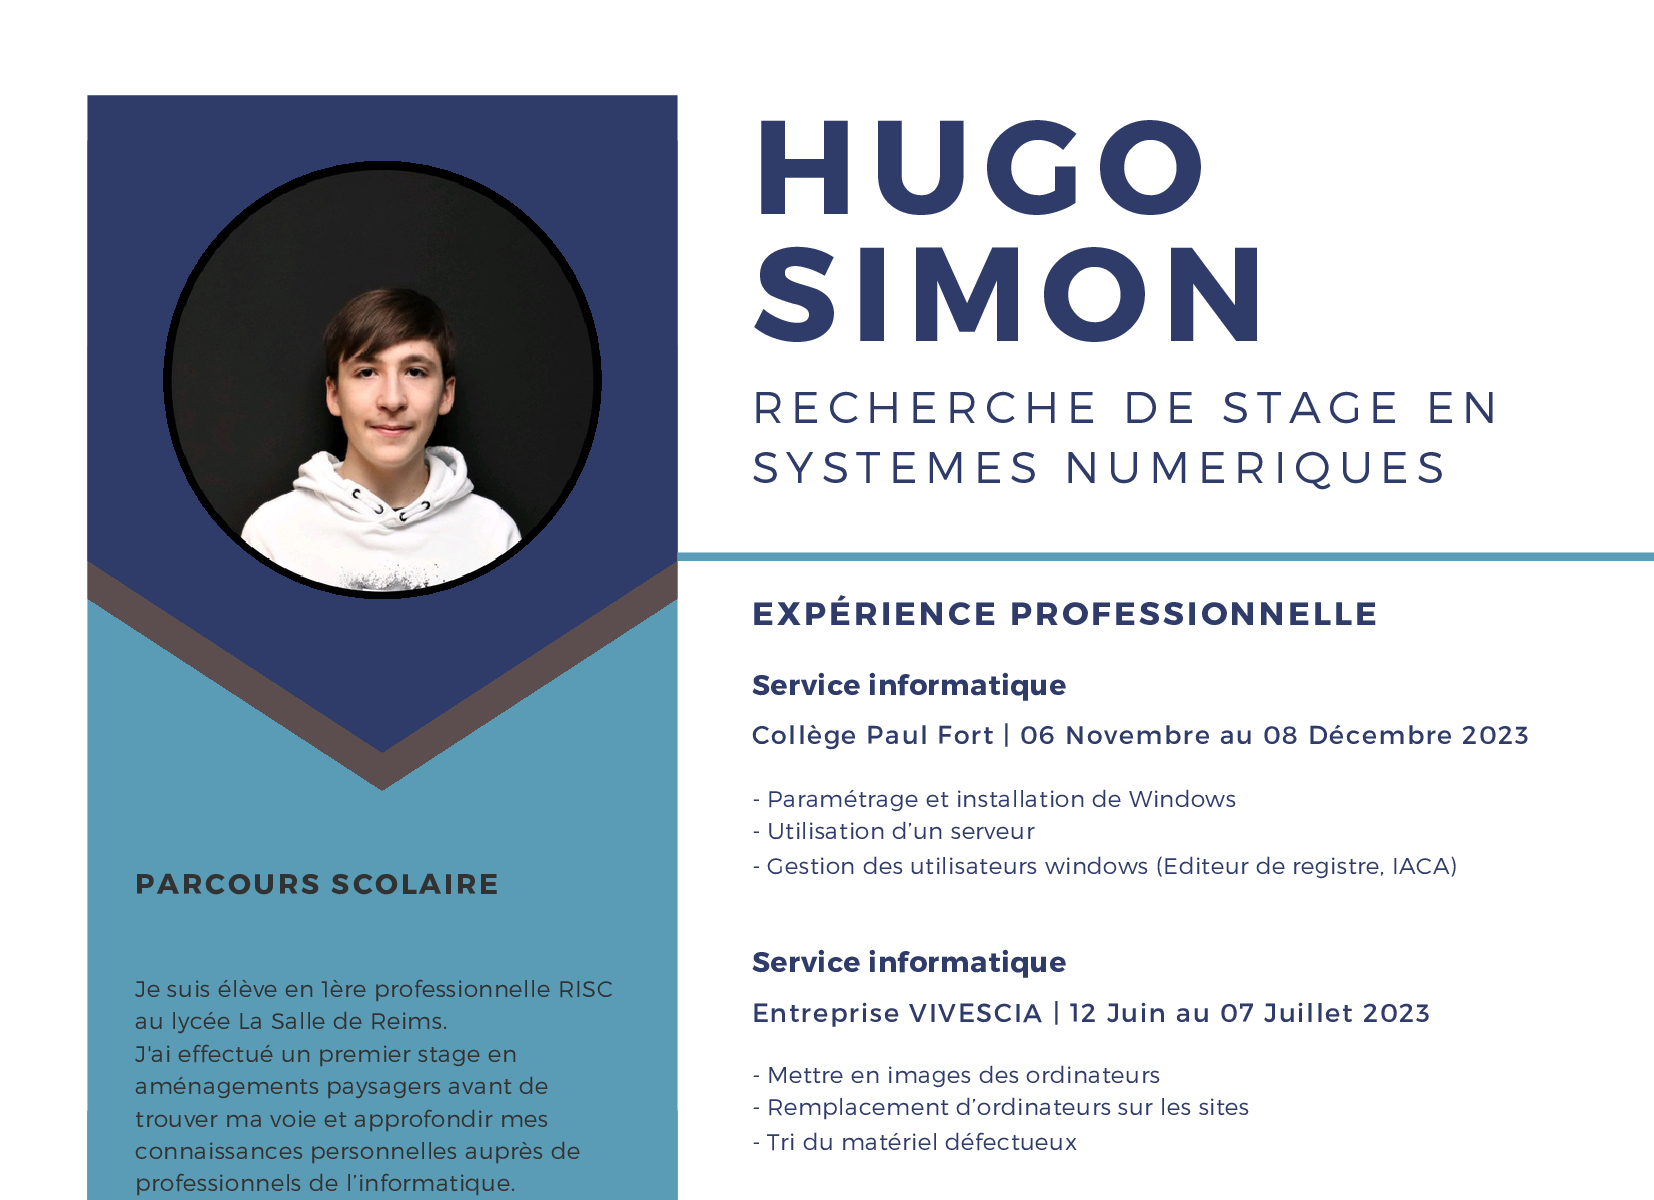 HUGO
SIMON
RECHERCHE DE STAGE EN
SYSTEMES NUMERIQUES
EXPÉRIENCE PROFESSIONNELLE
Service informatique
Collège Paul Fort | 06 Novembre au 08 Décembre 2023
- Paramétrage et installation de Windows
- Utilisation d’un serveur
- Gestion des utilisateurs windows (Editeur de registre, IACA)
Service informatique
Entreprise VIVESCIA | 12 Juin au 07 Juillet 2023
- Mettre en images des ordinateurs
- Remplacement d’ordinateurs sur les sites
- Tri du matériel défectueux
PARCOURS SCOLAIRE
Je suis élève en 1ère professionnelle RISC
au lycée La Salle de Reims.
J'ai effectué un premier stage en
aménagements paysagers avant de
trouver ma voie et approfondir mes
connaissances personnelles auprès de
professionnels de l’informatique.